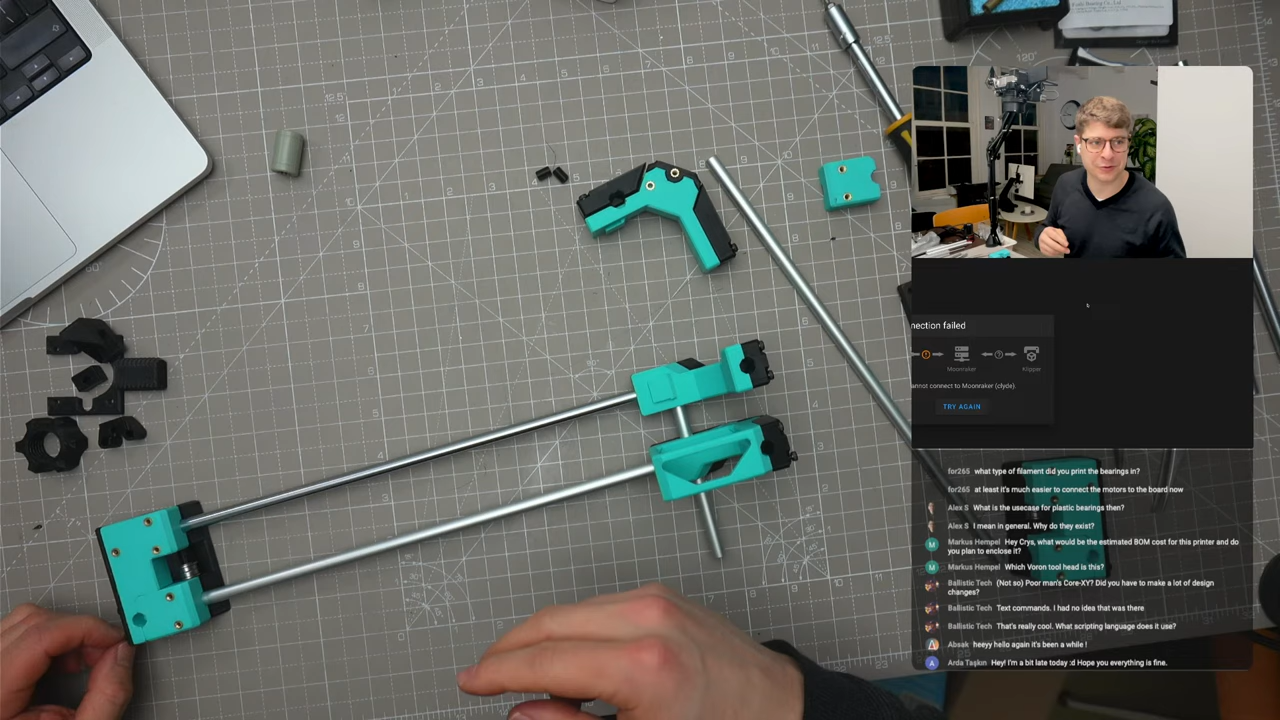 nection failed
Moonraker
Klipper
annot connect to Moonraker (clyde).
TRY AGAIN
for265 what type of filament did you print the bearings in?
for265 at least it's much easier to connect the motors to the board now
Alex S What is the usecase for plastic bearings then?
Alex S I mean in general. Why do they exist?
Markus Hempel Hey Crys, what would be the estimated BOM cost for this printer and do
you plan to enclose it?
Markus Hempel Which Voron tool head is this?
Ballistic Tech (Not so) Poor man's Core-XY? Did you have to make a lot of design
changes?
Ballistic Tech Text commands. I had no idea that was there
Ballistic Tech That's really cool. What scripting language does it use?
Absak heeyy hello again it's been a while !
Arda Taşkın Hey! I'm a bit late today :d Hope you everything is fine.